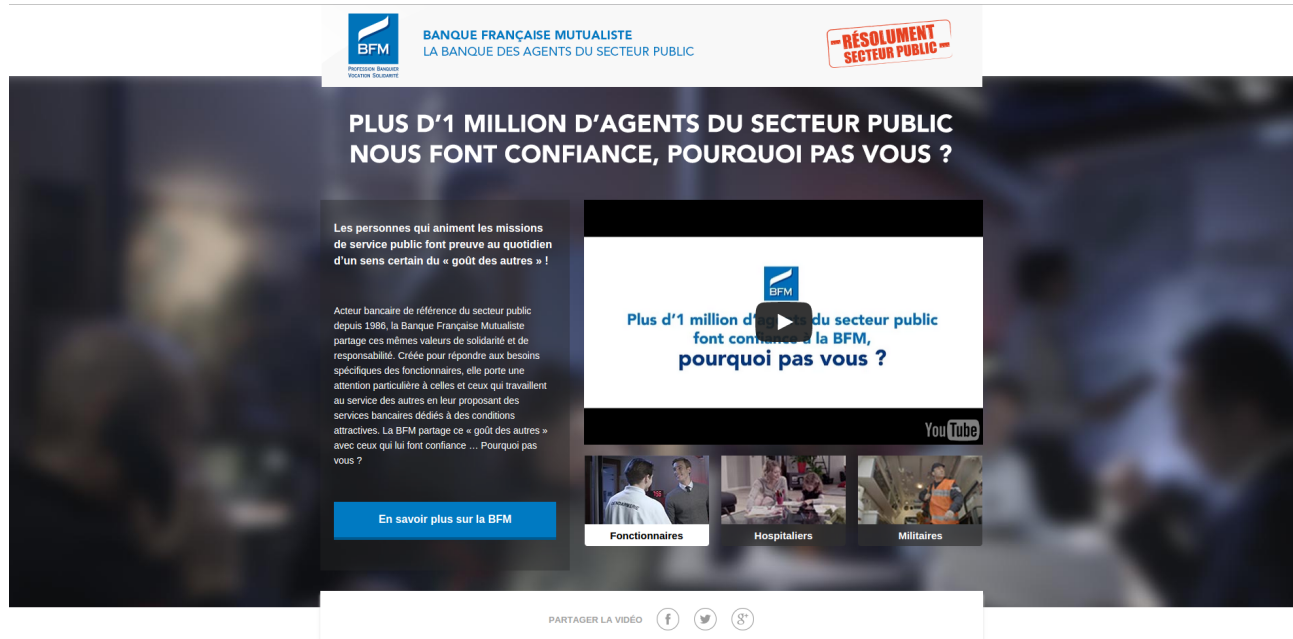 BFM
PROFESSION BANQUIER
VOCATION SOLIDARITÉ
BANQUE FRANÇAISE MUTUALISTE
LA BANQUE DES AGENTS DU SECTEUR PUBLIC
RÉSOLUMENT
SECTEUR PUBLIC
PLUS D'1 MILLION D'AGENTS DU SECTEUR PUBLIC
NOUS FONT CONFIANCE, POURQUOI PAS VOUS ?
Les personnes qui animent les missions
de service public font preuve au quotidien
d'un sens certain du « goût des autres » !
Acteur bancaire de référence du secteur public
depuis 1986, la Banque Française Mutualiste
partage ces mêmes valeurs de solidarité et de
responsabilité. Créée pour répondre aux besoins
spécifiques des fonctionnaires, elle porte une
attention particulière à celles et ceux qui travaillent
au service des autres en leur proposant des
services bancaires dédiés à des conditions
attractives. La BFM partage ce « goût des autres »
avec ceux qui lui font confiance … Pourquoi pas
vous ?
En savoir plus sur la BFM
BFM
Plus d'1 million d'agents du secteur public
font confiance à la BFM,
pourquoi pas vous ?
YouTube
GENDARMERIE
Fonctionnaires
Hospitaliers
Militaires
PARTAGER LA VIDÉO